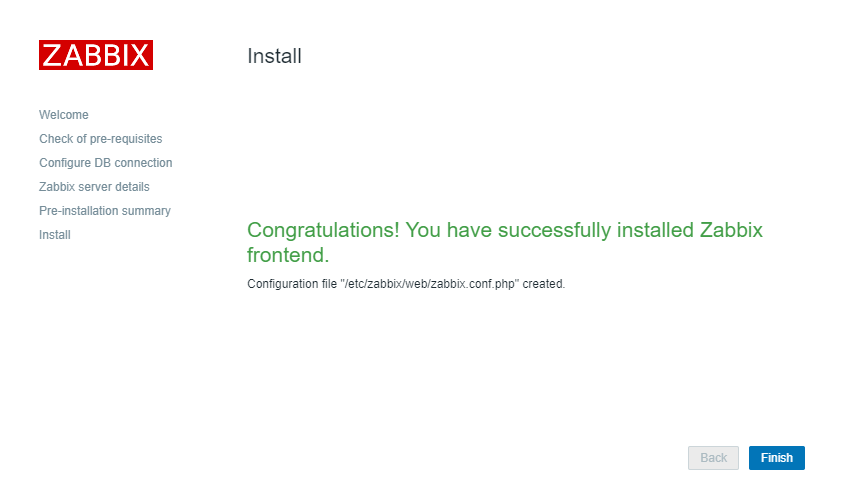 ZABBIX
Install
Welcome
Check of pre-requisites
Configure DB connection
Zabbix server details
Pre-installation summary
Install
Congratulations! You have successfully installed Zabbix
frontend.
Configuration file "/etc/zabbix/web/zabbix.conf.php" created.
Back
Finish